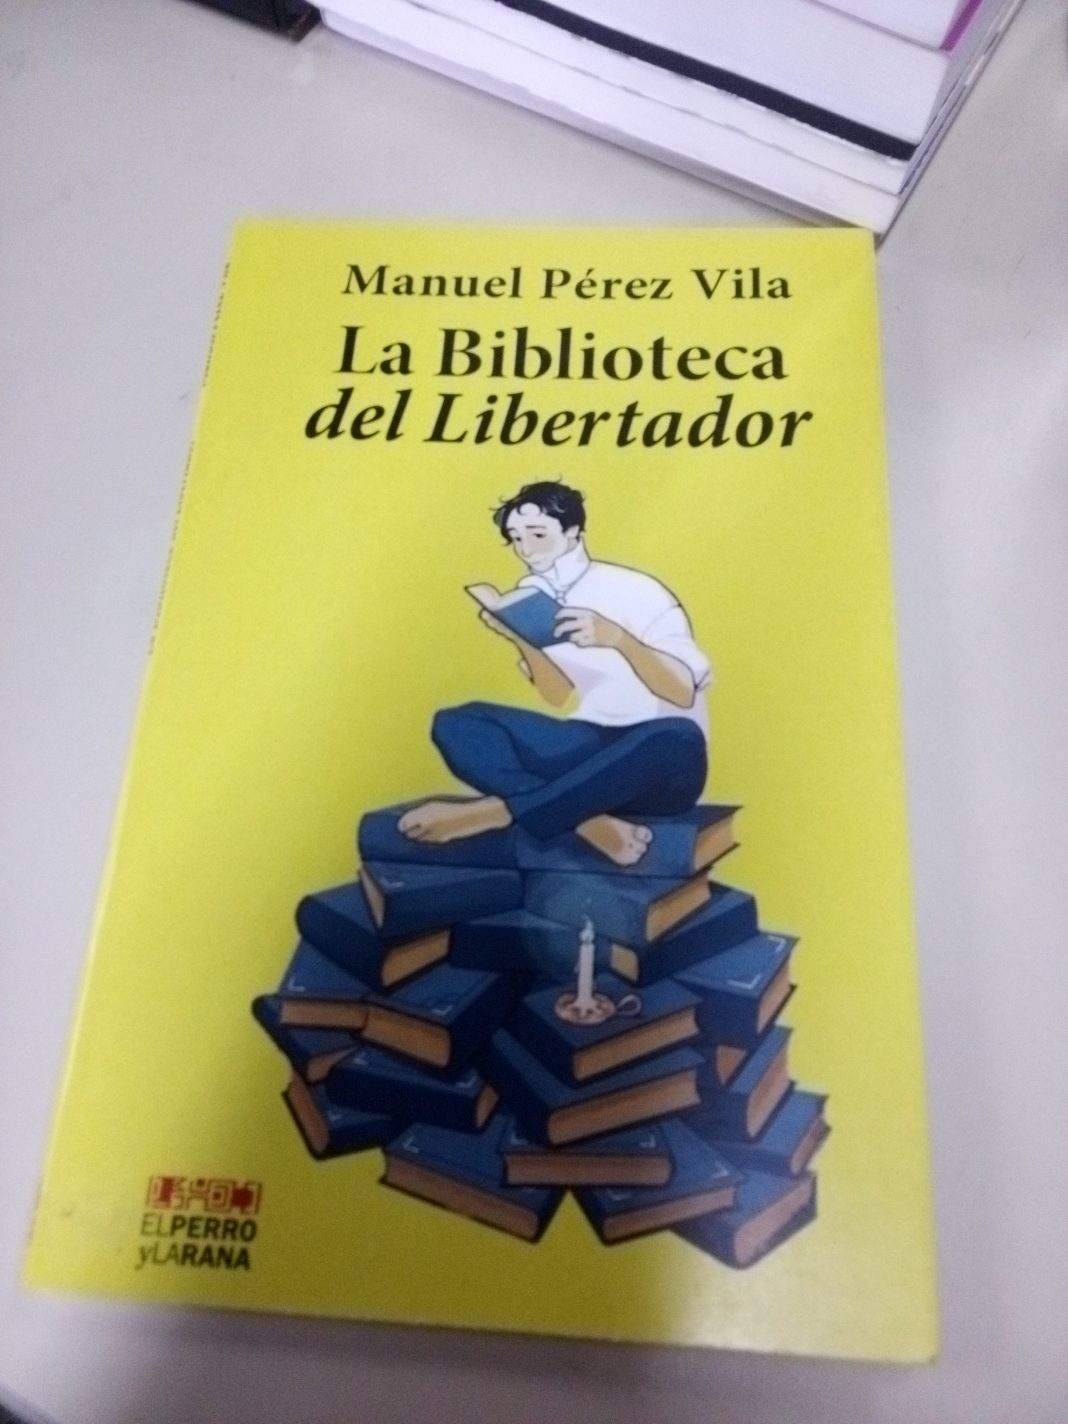 Manuel Pérez Vila
La Biblioteca
del Libertador
ELPERRO
yLARANA